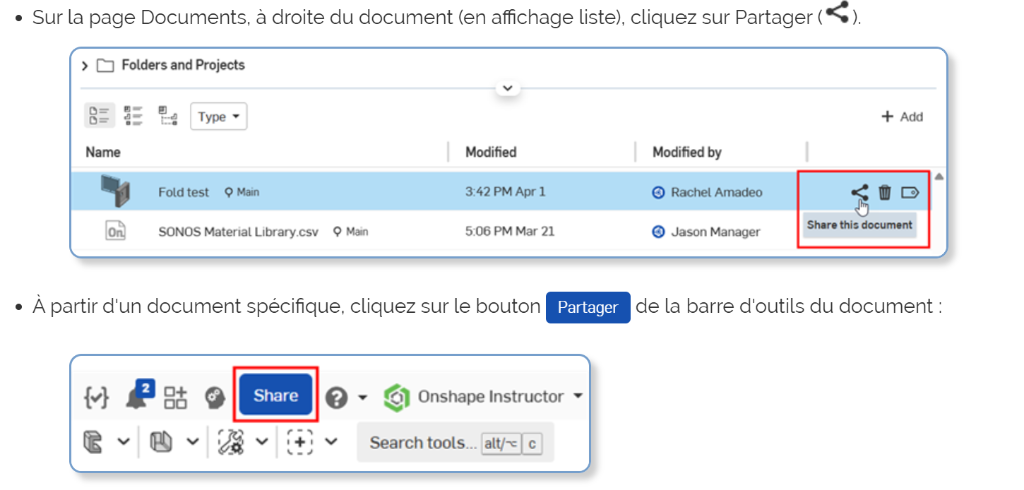 Sur la page Documents, à droite du document (en affichage liste), cliquez sur Partager ( ).
Folders and Projects
Type
+ Add
Name Modified Modified by
Fold test Main 3:42 PM Apr 1 Rachel Amadeo
Share this document
On
SONOS Material Library.csv Main 5:06 PM Mar 21 Jason Manager
À partir d'un document spécifique, cliquez sur le bouton Partager de la barre d'outils du document :
2 Share ? Onshape Instructor
Search tools... alt/⌥ c